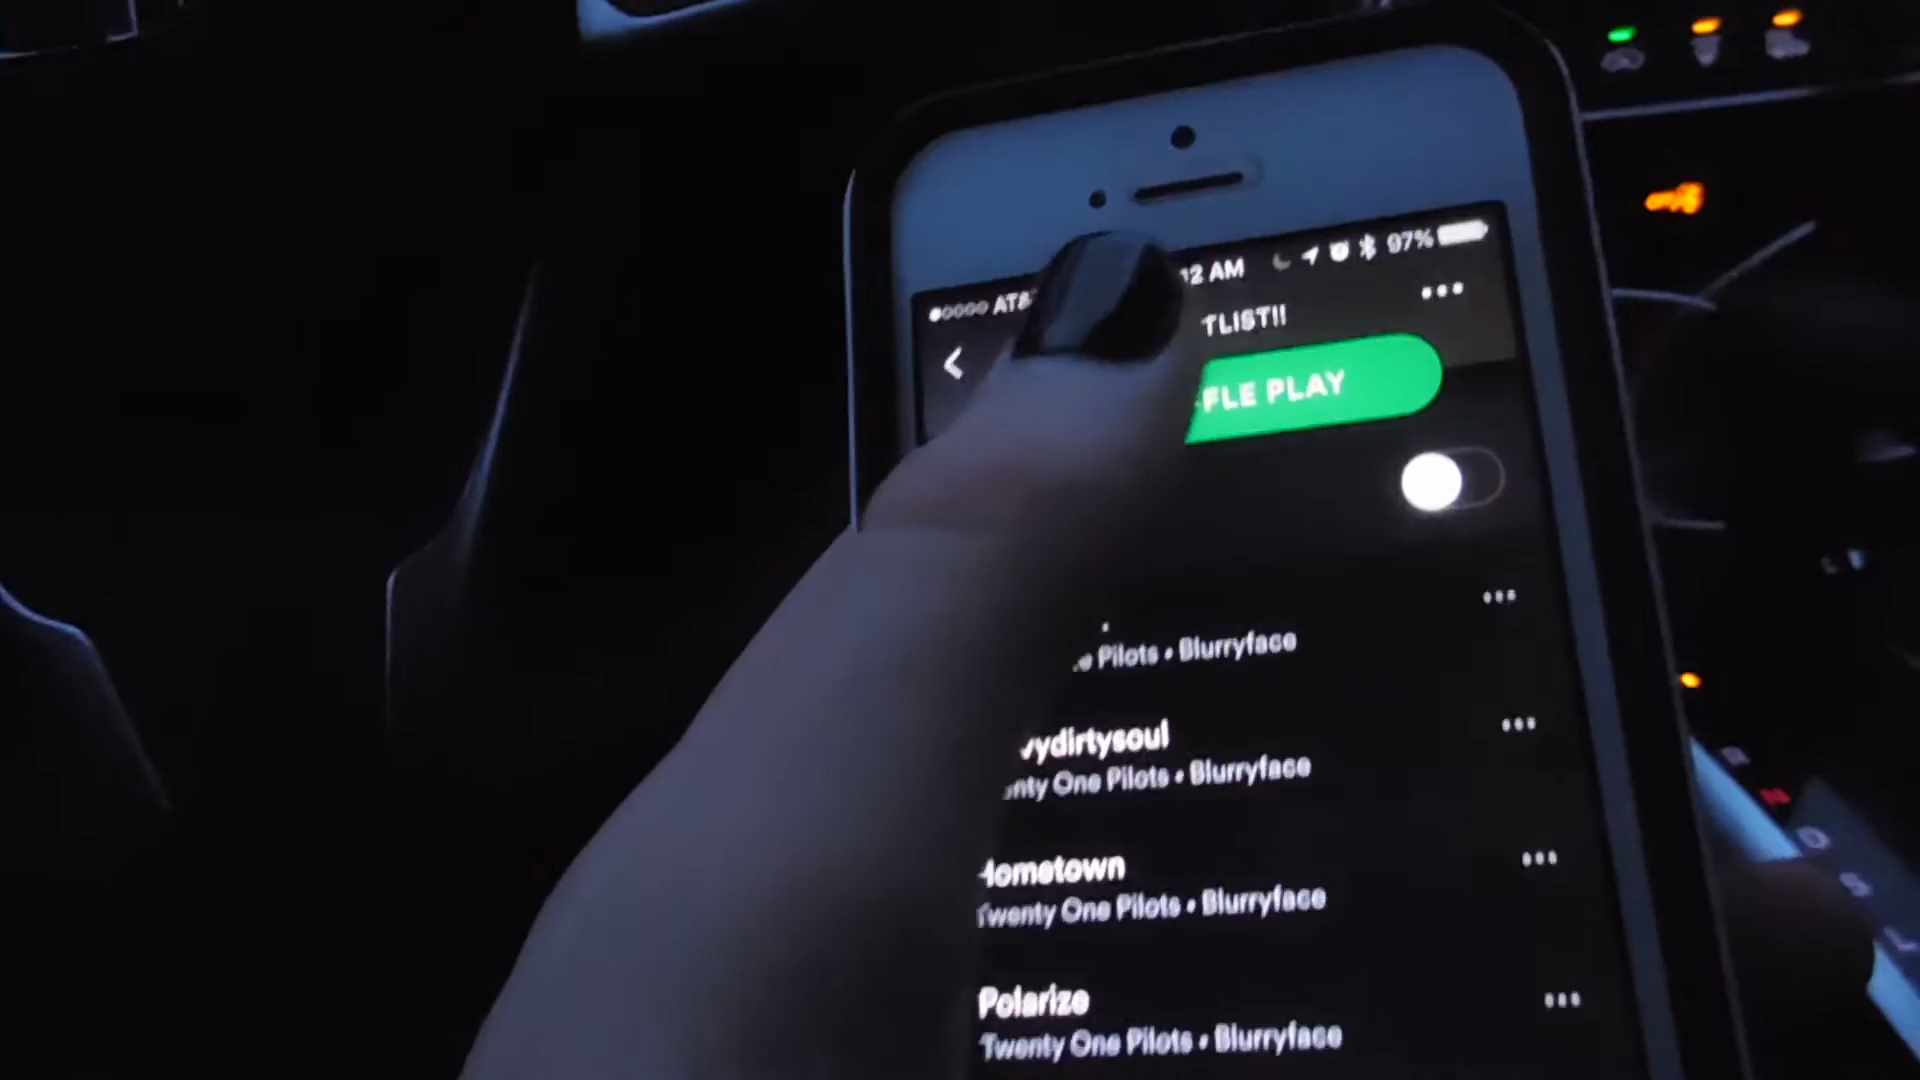 AT& 12 AM 97%
TLIST!!
FLE PLAY
Pilots • Blurryface
vydirtysoul
nty One Pilots • Blurryface
Hometown
Twenty One Pilots • Blurryface
Polarize
Twenty One Pilots • Blurryface
R
N
D
S
L